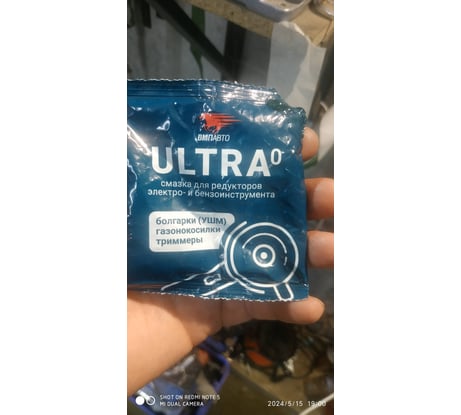 ВМПАВТО
ULTRA⁰
смазка для редукторов
электро- и бензоинструмента
болгарки (УШМ)
газонокосилки
триммеры
SHOT ON REDMI NOTE 5
MI DUAL CAMERA
2024/5/15 19:00